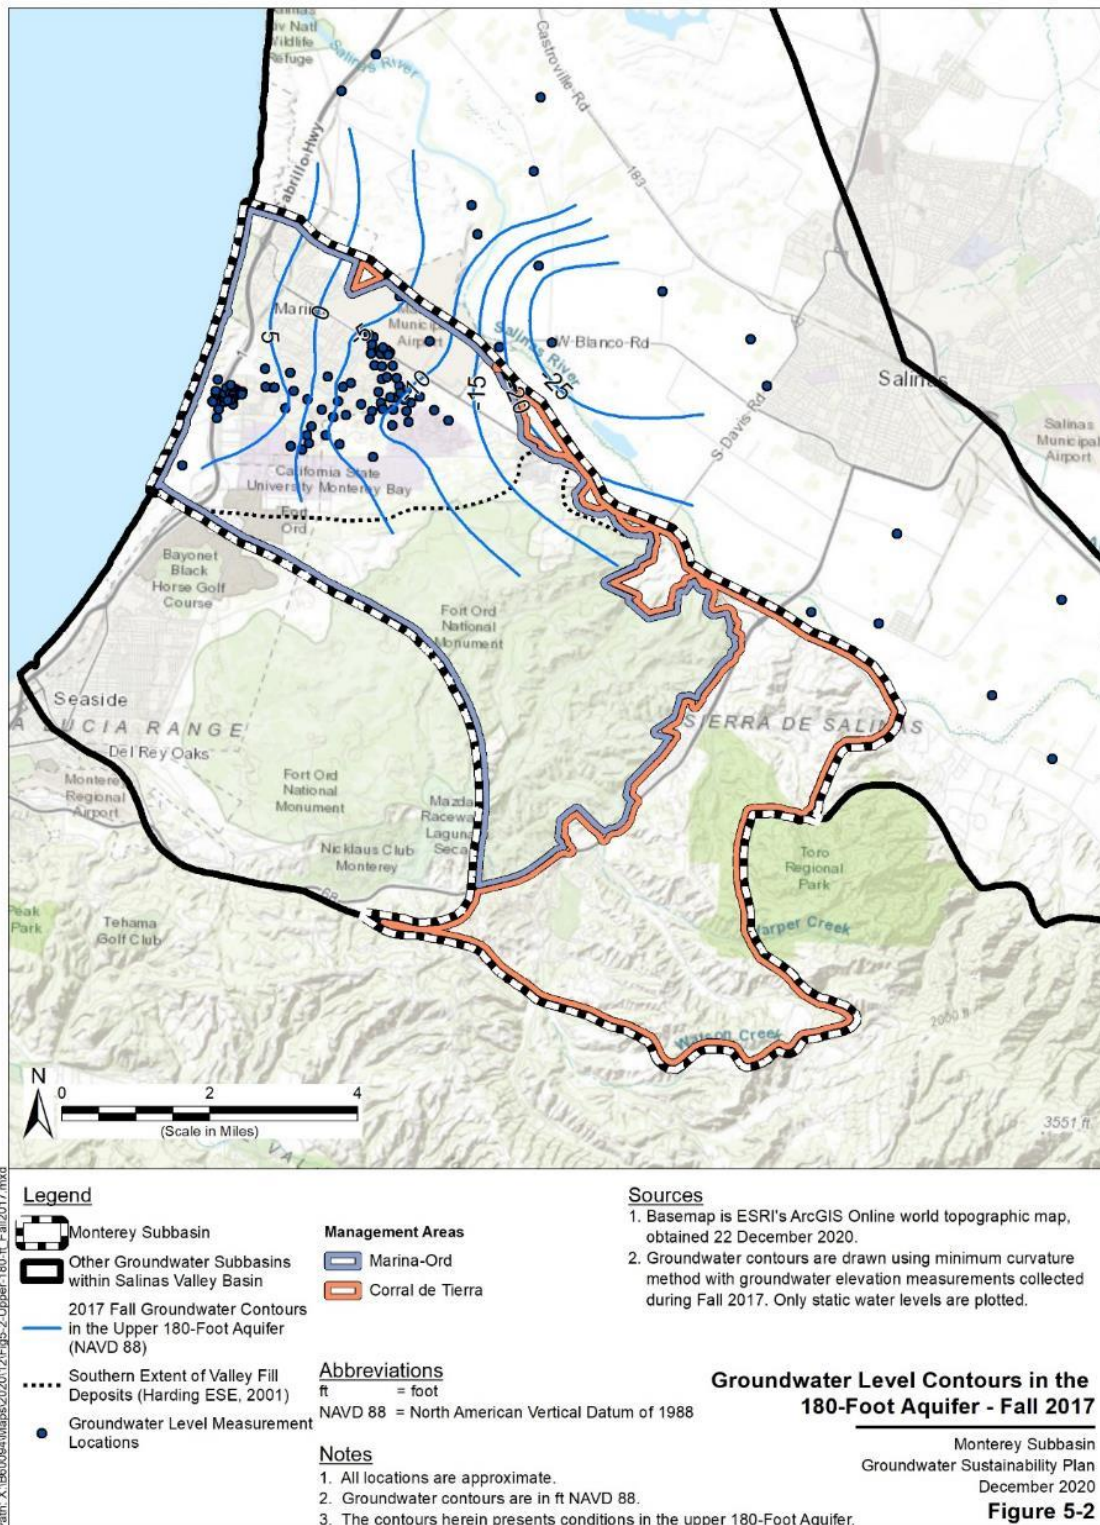 Wildlife
Refuge
Salinas River
Castroville Rd
183
Cabrillo Hwy
1
Marina
Municipal
Airport
Salinas River
W-Blanco-Rd
S-Davis-Rd
Salinas
Salinas
Municipal
Airport
5
0
-5
-10
-15
-20
-25
California State
University Monterey Bay
Fort
Ord
Bayonet
Black
Horse Golf
Course
Fort Ord
National
Monument
Seaside
A LUCIA RANGE
Del Rey Oaks
SIERRA DE SALINAS
Monterey
Regional
Airport
Fort Ord
National
Monument
Mazda
Raceway
Laguna
Seca
Nicklaus Club
Monterey
Toro
Regional
Park
68
Peak
Park
Tehama
Golf Club
Harper Creek
2000 ft
Watson Creek
3551 ft
N
0 2 4
(Scale in Miles)
V A L
Legend
Monterey Subbasin
Other Groundwater Subbasins
within Salinas Valley Basin
2017 Fall Groundwater Contours
in the Upper 180-Foot Aquifer
(NAVD 88)
Southern Extent of Valley Fill
Deposits (Harding ESE, 2001)
Groundwater Level Measurement
Locations
Management Areas
Marina-Ord
Corral de Tierra
Abbreviations
ft = foot
NAVD 88 = North American Vertical Datum of 1988
Notes
1. All locations are approximate.
2. Groundwater contours are in ft NAVD 88.
3. The contours herein presents conditions in the upper 180-Foot Aquifer.
Sources
1. Basemap is ESRI's ArcGIS Online world topographic map,
obtained 22 December 2020.
2. Groundwater contours are drawn using minimum curvature
method with groundwater elevation measurements collected
during Fall 2017. Only static water levels are plotted.
Groundwater Level Contours in the
180-Foot Aquifer - Fall 2017
Monterey Subbasin
Groundwater Sustainability Plan
December 2020
Figure 5-2